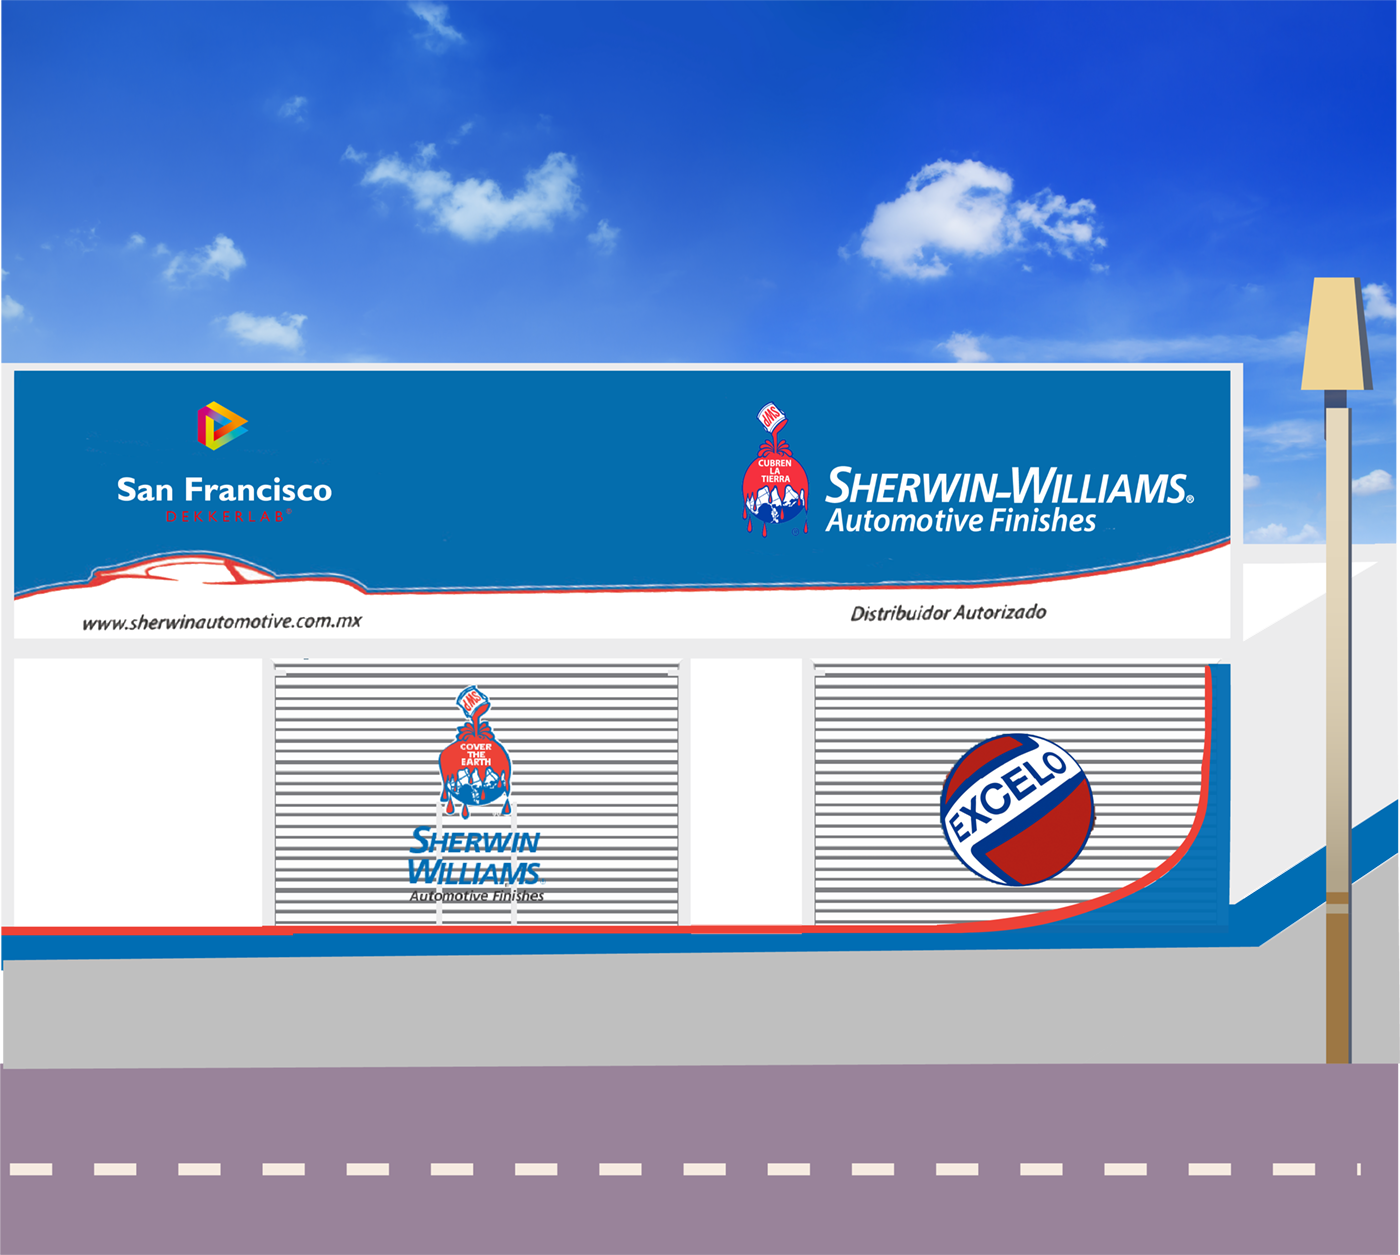 San Francisco
DEKKERLAB®
SWP
CUBREN
LA
TIERRA
SHERWIN-WILLIAMS®
Automotive Finishes
www.sherwinautomotive.com.mx
Distribuidor Autorizado
SWP
COVER
THE
EARTH
SHERWIN
WILLIAMS
Automotive Finishes
EXCELO